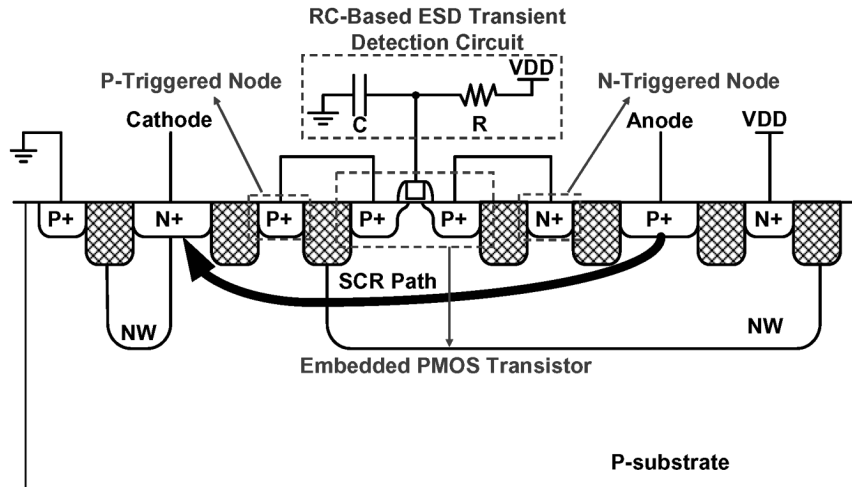 RC-Based ESD Transient
Detection Circuit
P-Triggered Node
VDD
N-Triggered Node
C
R
Cathode
Anode
VDD
P+
N+
P+
P+
P+
N+
P+
N+
SCR Path
NW
NW
Embedded PMOS Transistor
P-substrate